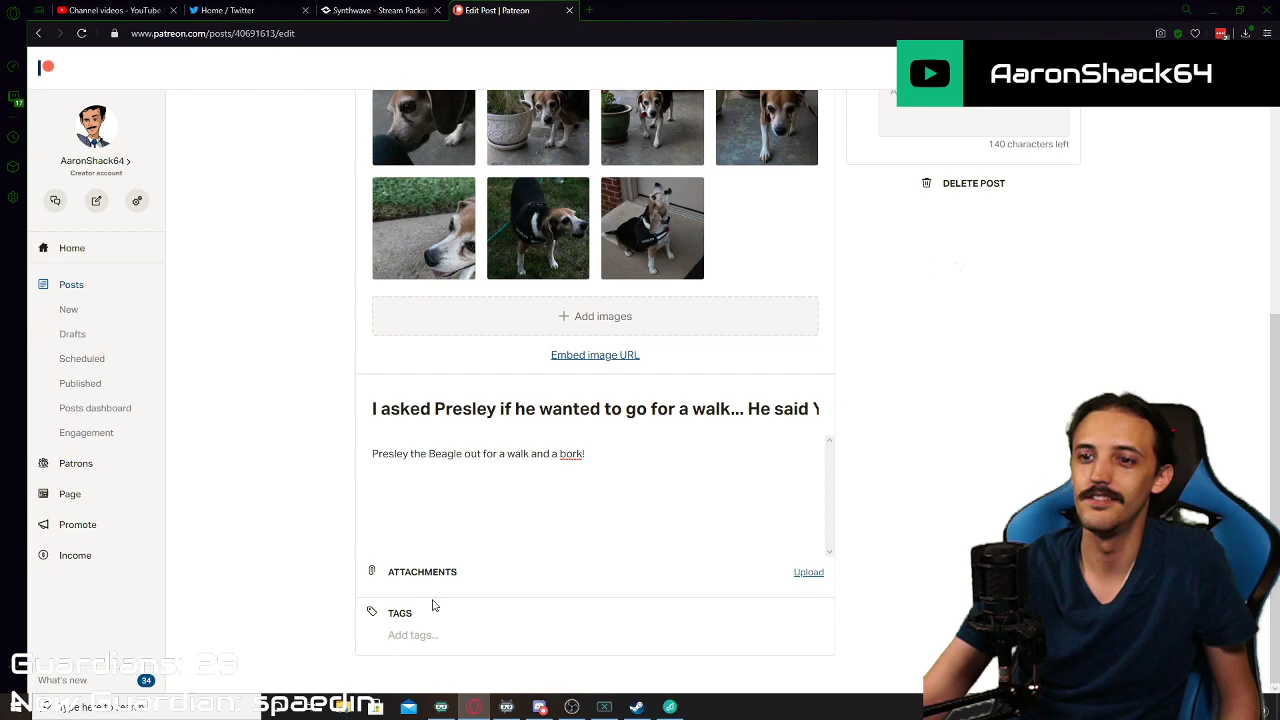 Channel videos - YouTube
Home / Twitter
Synthwave - Stream Package
Edit Post | Patreon
www.patreon.com/posts/40691613/edit
AaronShack64
140 characters left
DELETE POST
AaronShack64
Creator account
17
Home
Posts
New
Drafts
Scheduled
Published
Posts dashboard
Engagement
Patrons
Page
Promote
Income
Add images
Embed image URL
I asked Presley if he wanted to go for a walk... He said Y
Presley the Beagle out for a walk and a bork!
ATTACHMENTS
Upload
TAGS
Add tags...
Guardians: 23
What's new
34
New Guardian: spaedin